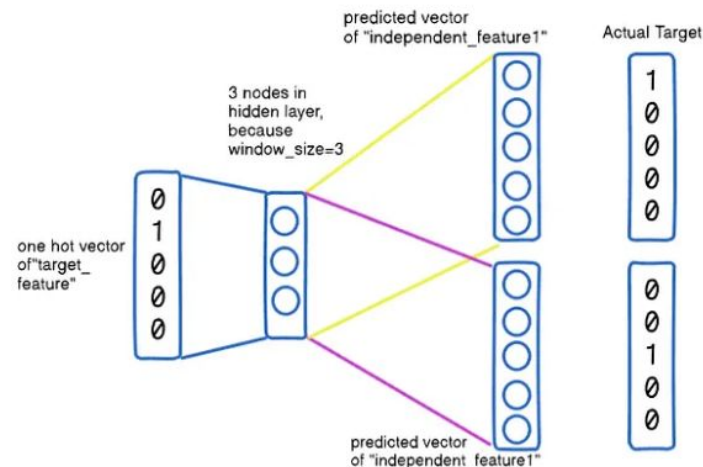 predicted vector
of "independent_feature1"
Actual Target
3 nodes in
hidden layer,
because
window_size=3
one hot vector
of"target_
feature"
0
1
0
0
0
1
0
0
0
0
0
0
1
0
0
predicted vector
of "independent_feature1"